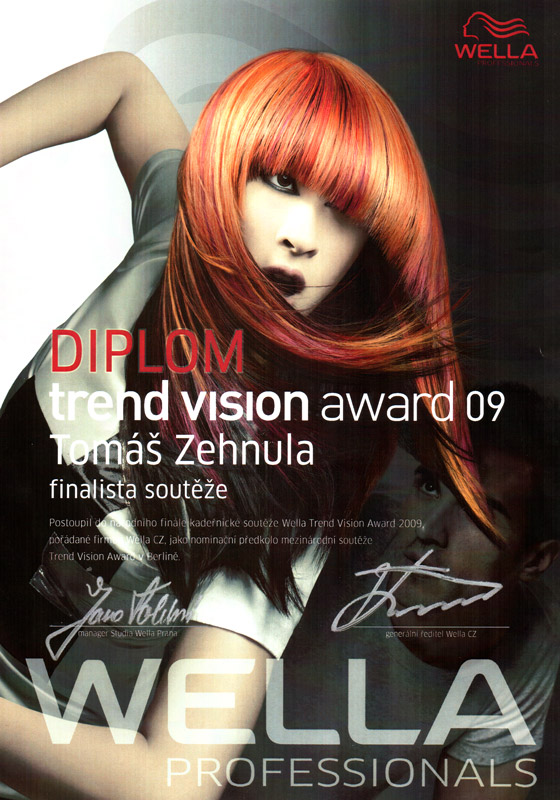 WELLA
PROFESSIONALS
DIPLOM
trend vision award 09
Tomáš Zehnula
finalista soutěže
Postoupil do národního finále kadeřnické soutěže Wella Trend Vision Award 2009,
pořádané firmou Wella CZ, jako nominační předkolo mezinárodní soutěže
Trend Vision Award v Berlíně.
manager Studia Wella Praha
generální ředitel Wella CZ
WELLA
PROFESSIONALS